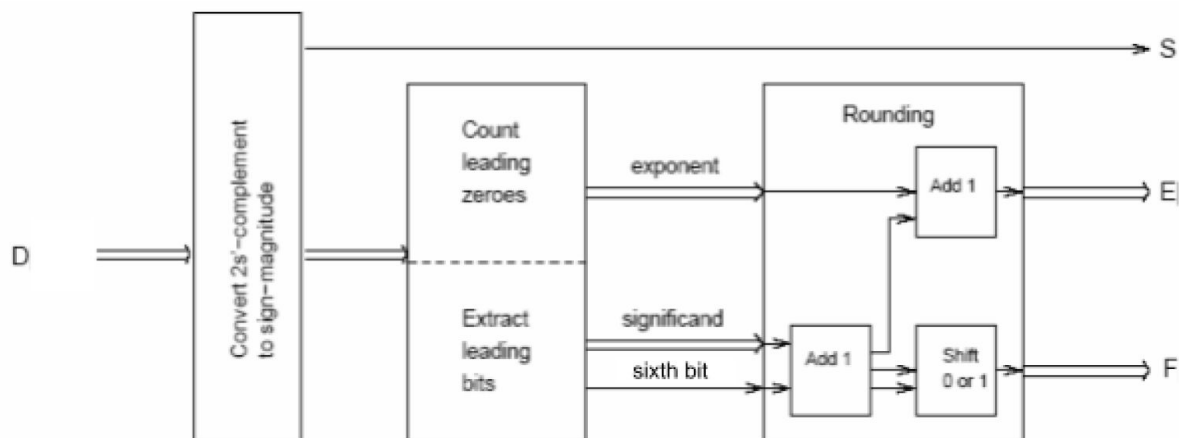 S
Rounding
Count
leading
zeroes
exponent
Add 1
E
D
Convert 2s'-complement
to sign-magnitude
Extract
leading
bits
significand
sixth bit
Add 1
Shift
0 or 1
F